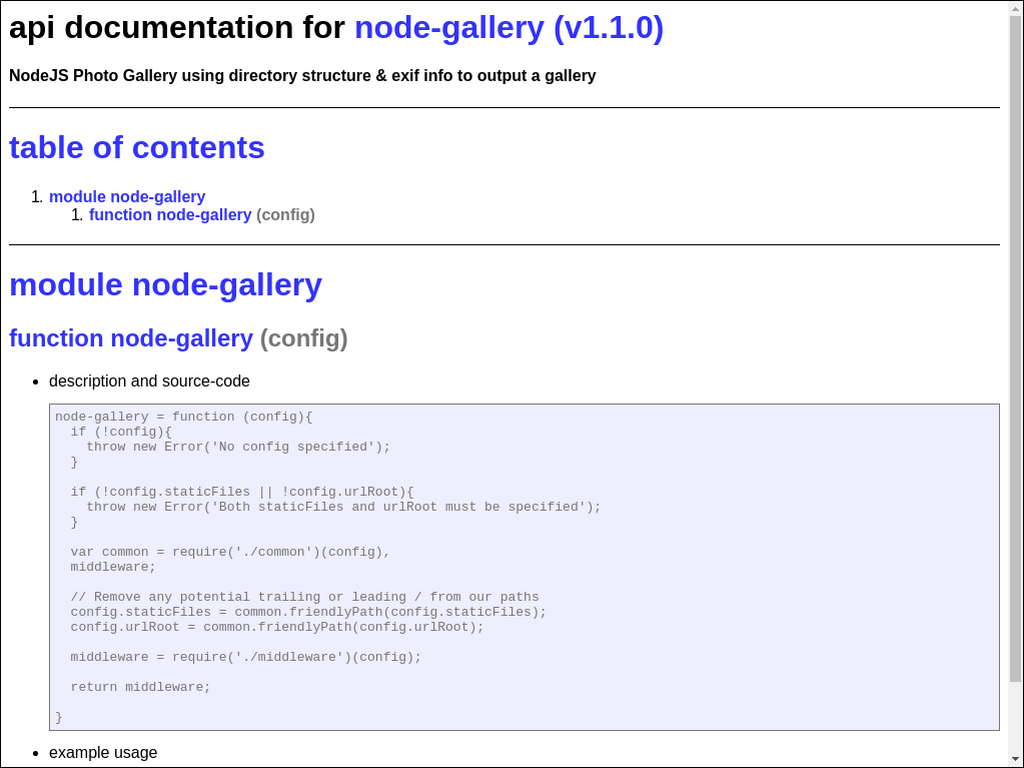 api documentation for node-gallery (v1.1.0)
NodeJS Photo Gallery using directory structure & exif info to output a gallery
table of contents
1. module node-gallery
1. function node-gallery (config)
module node-gallery
function node-gallery (config)
• description and source-code
node-gallery = function (config){
  if (!config){
    throw new Error('No config specified');
  }
  if (!config.staticFiles || !config.urlRoot){
    throw new Error('Both staticFiles and urlRoot must be specified');
  }
  var common = require('./common')(config),
  middleware;
  // Remove any potential trailing or leading / from our paths
  config.staticFiles = common.friendlyPath(config.staticFiles);
  config.urlRoot = common.friendlyPath(config.urlRoot);
  middleware = require('./middleware')(config);
  return middleware;
}
• example usage